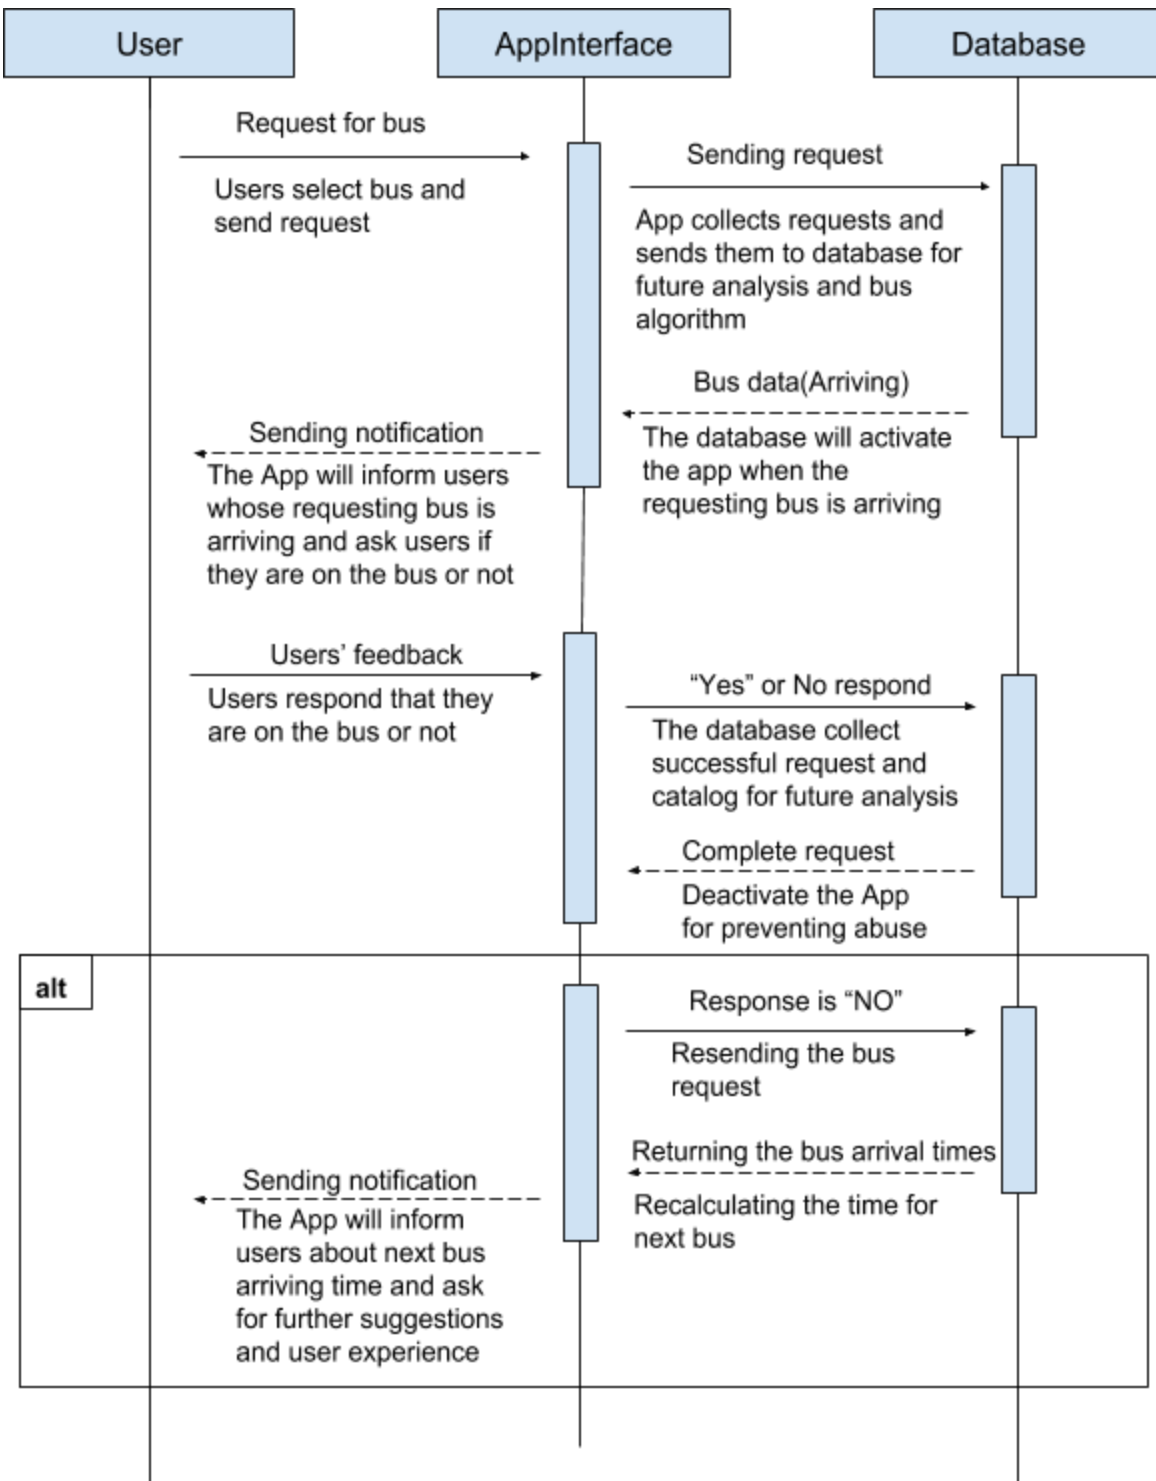 User
AppInterface
Database
Request for bus
Users select bus and
send request
Sending request
App collects requests and
sends them to database for
future analysis and bus
algorithm
Bus data(Arriving)
The database will activate
the app when the
requesting bus is arriving
Sending notification
The App will inform users
whose requesting bus is
arriving and ask users if
they are on the bus or not
Users’ feedback
Users respond that they
are on the bus or not
“Yes” or No respond
The database collect
successful request and
catalog for future analysis
Complete request
Deactivate the App
for preventing abuse
alt
Response is “NO”
Resending the bus
request
Returning the bus arrival times
Recalculating the time for
next bus
Sending notification
The App will inform
users about next bus
arriving time and ask
for further suggestions
and user experience